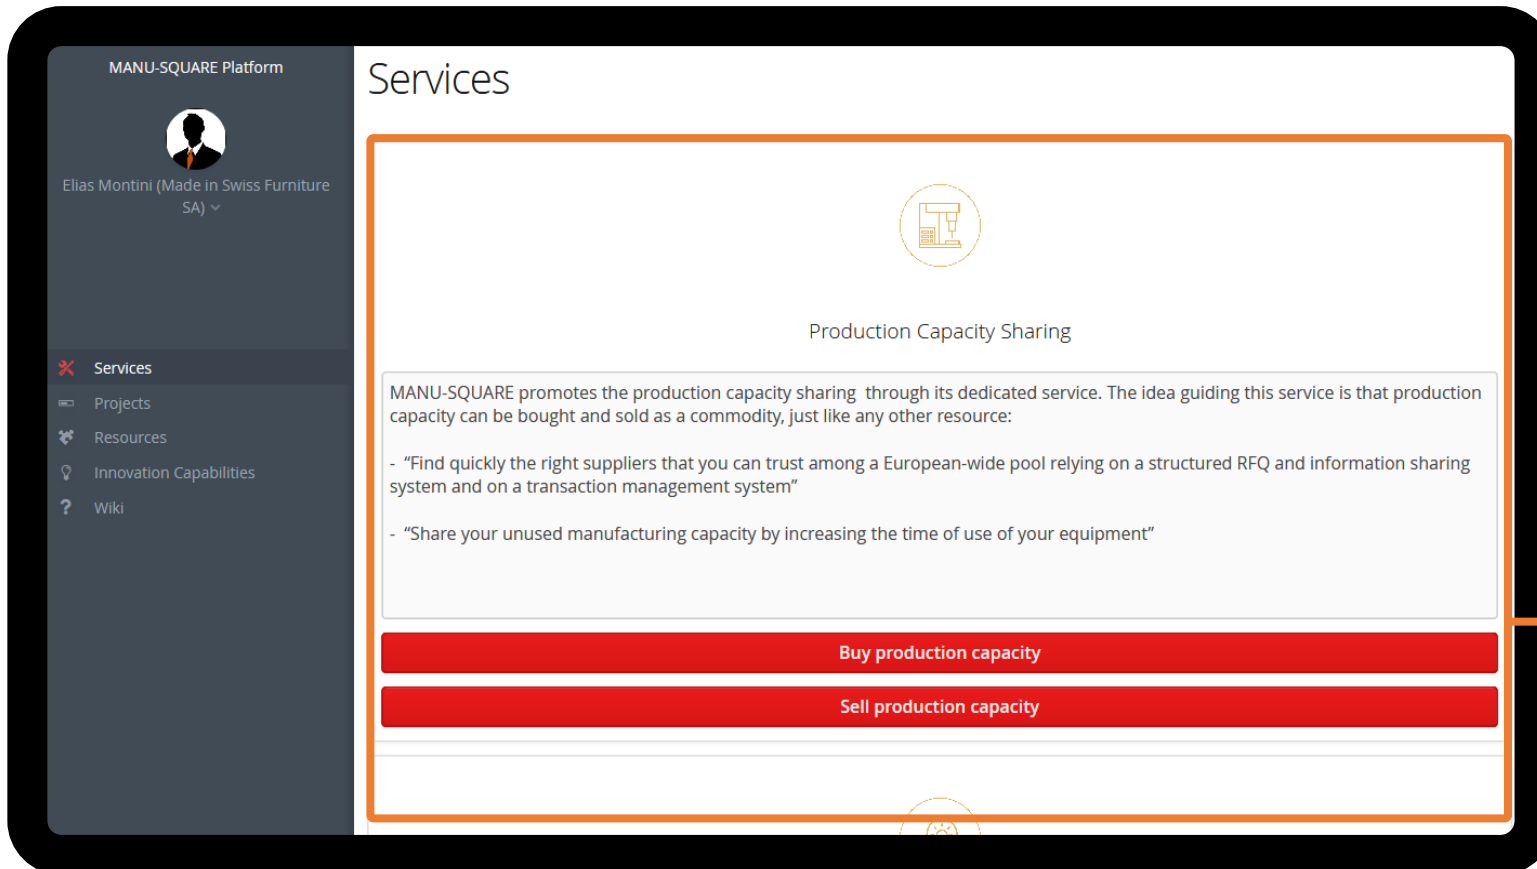 MANU-SQUARE Platform
Elias Montini (Made in Swiss Furniture
SA)
Services
Projects
Resources
Innovation Capabilities
Wiki
Services
Production Capacity Sharing
MANU-SQUARE promotes the production capacity sharing  through its dedicated service. The idea guiding this service is that production
capacity can be bought and sold as a commodity, just like any other resource:
-  “Find quickly the right suppliers that you can trust among a European-wide pool relying on a structured RFQ and information sharing
system and on a transaction management system”
-  “Share your unused manufacturing capacity by increasing the time of use of your equipment”
Buy production capacity
Sell production capacity